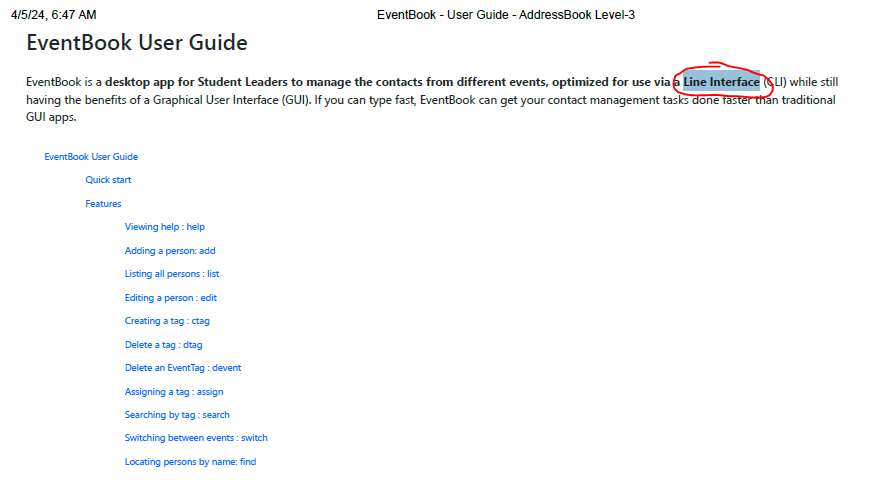 4/5/24, 6:47 AM EventBook - User Guide - AddressBook Level-3
EventBook User Guide
EventBook is a desktop app for Student Leaders to manage the contacts from different events, optimized for use via a Line Interface (CLI) while still
having the benefits of a Graphical User Interface (GUI). If you can type fast, EventBook can get your contact management tasks done faster than traditional
GUI apps.
EventBook User Guide
Quick start
Features
Viewing help : help
Adding a person: add
Listing all persons : list
Editing a person : edit
Creating a tag : ctag
Delete a tag : dtag
Delete an EventTag : devent
Assigning a tag : assign
Searching by tag : search
Switching between events : switch
Locating persons by name: find